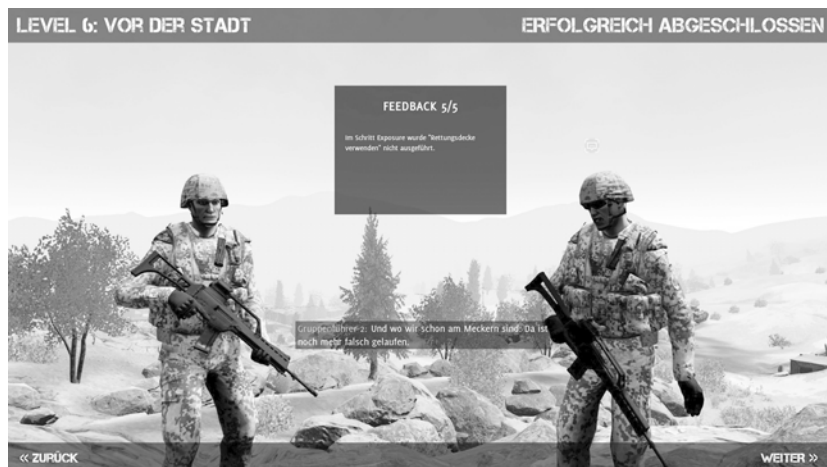 LEVEL 6: VOR DER STADT
ERFOLGREICH ABGESCHLOSSEN
FEEDBACK 5/5
Im Schritt Exposure wurde "Rettungsdecke
verwenden" nicht ausgeführt.
Gruppenführer 2: Und wo wir schon am Meckern sind: Da ist
noch mehr falsch gelaufen.
« ZURÜCK
WEITER »